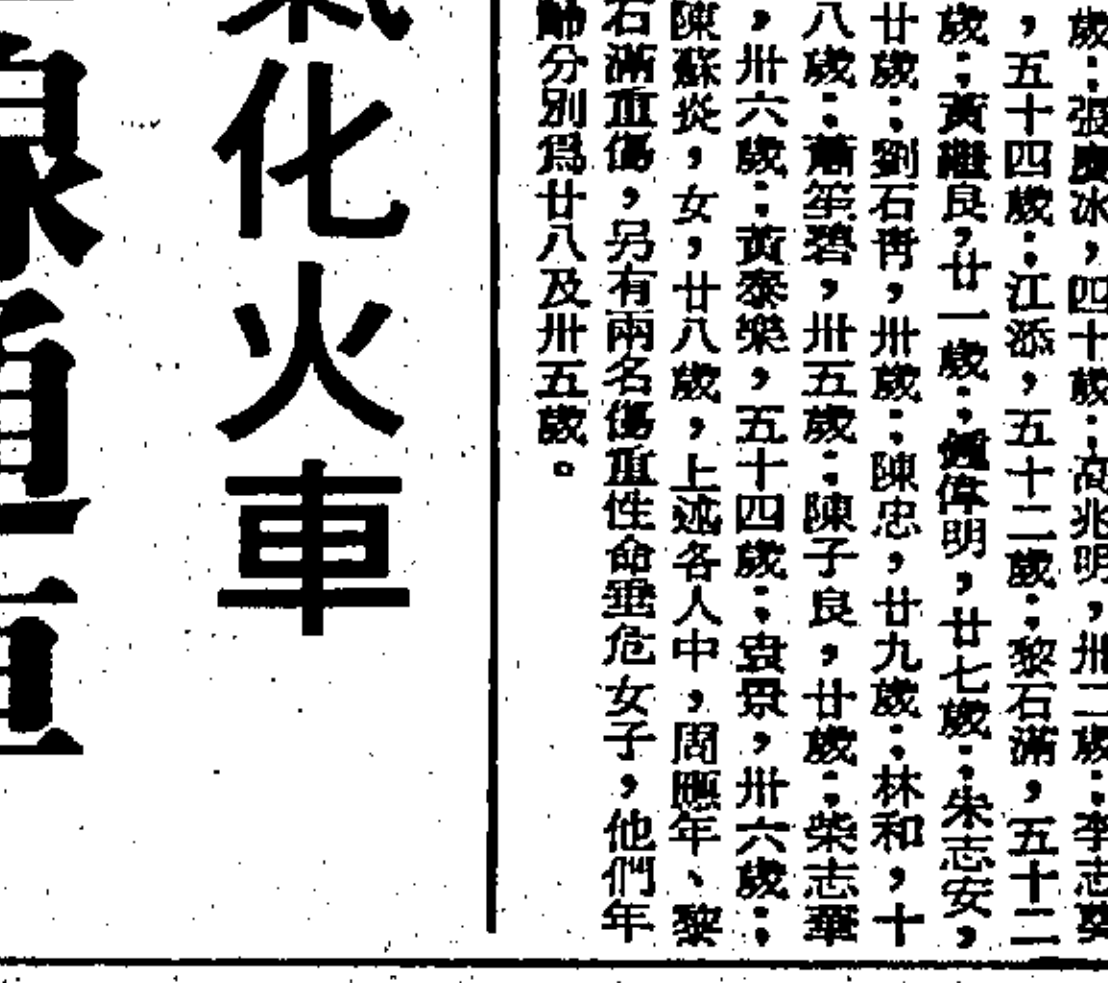 歲；張慶冰，四十歲；高兆明，卅二歲；李志
，五十四歲；江添，五十二歲；黎石滿，五十二
歲；黃繼良，廿一歲；偉明，廿七歲；朱志安，
廿歲；劉石青，卅歲；陳忠，廿九歲；林和，十
八歲；蕭笙碧，卅五歲；陳子良，廿歲；柴志華
，卅六歲；黃泰樂，五十四歲；袁景，卅六歲；
陳蘇炎，女，廿八歲，上述各人中，周應年、黎
石滿重傷，另有兩名傷重性命垂危女子，他們年
齡分別爲廿八及卅五歲。
氣化火車